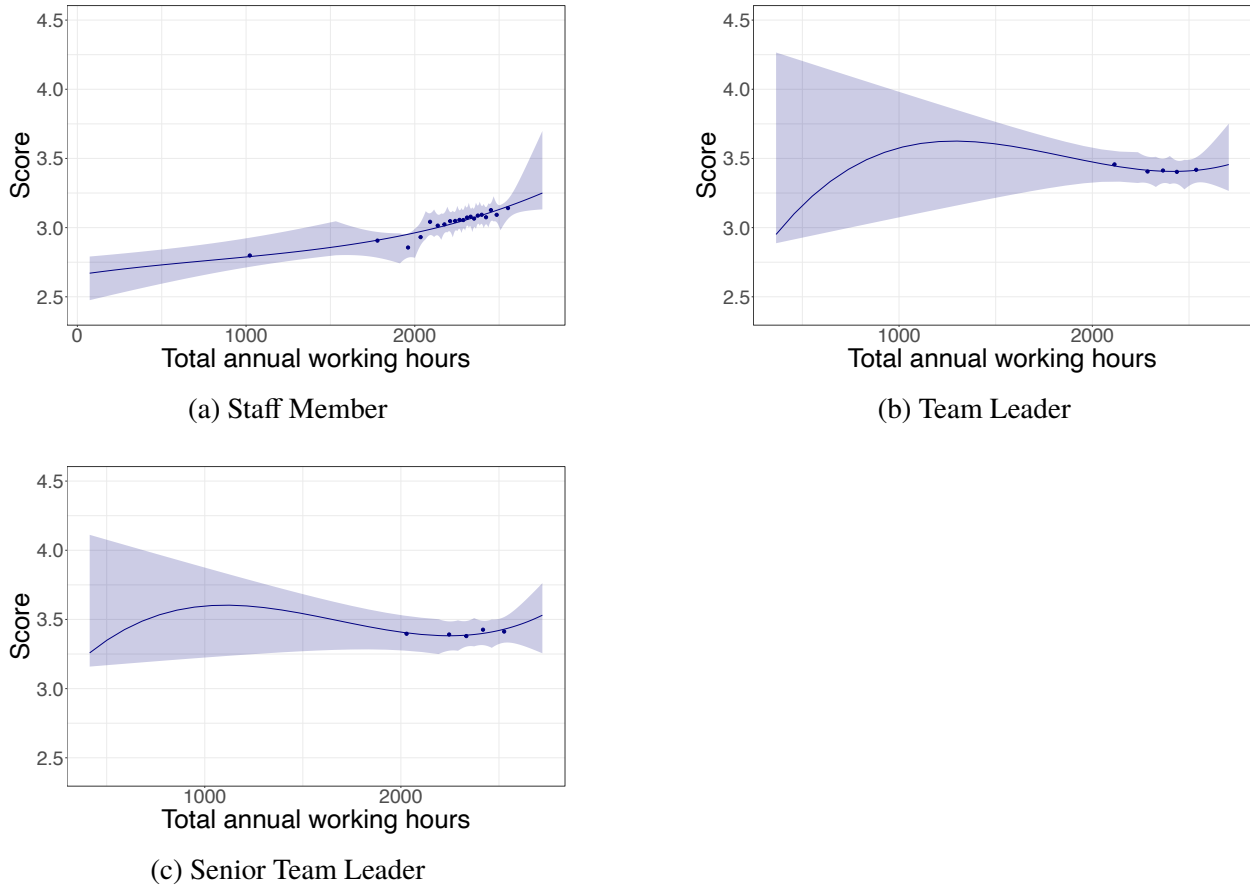 4.5
4.0
3.5
3.0
2.5
Score
0 1000 2000
Total annual working hours
(a) Staff Member
4.5
4.0
3.5
3.0
2.5
Score
1000 2000
Total annual working hours
(b) Team Leader
4.5
4.0
3.5
3.0
2.5
Score
1000 2000
Total annual working hours
(c) Senior Team Leader